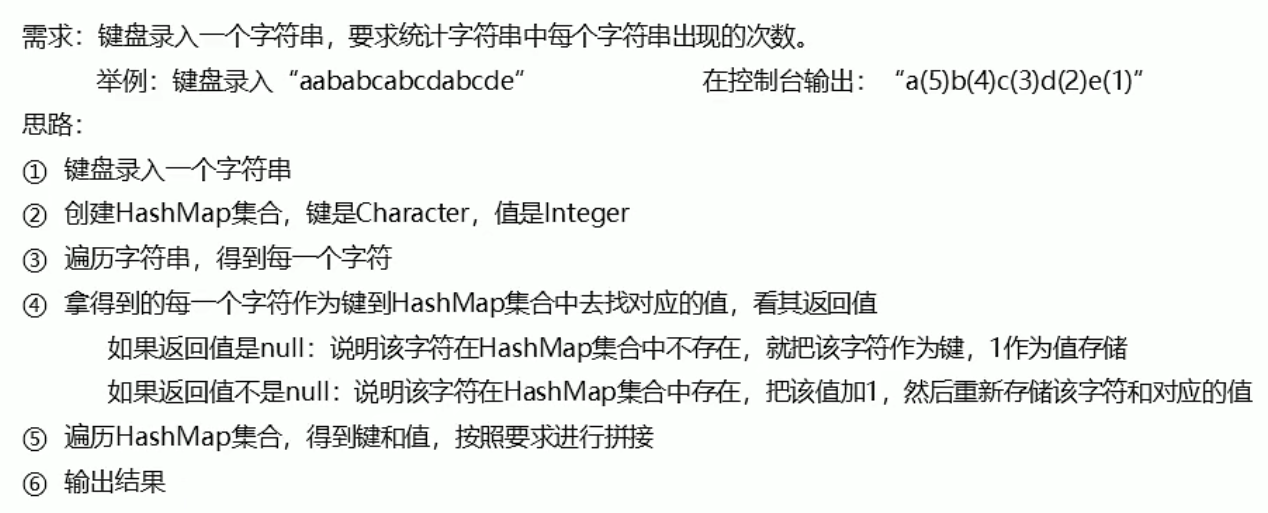 需求：键盘录入一个字符串，要求统计字符串中每个字符串出现的次数。
举例：键盘录入“aababcabcdabcde” 在控制台输出：“a(5)b(4)c(3)d(2)e(1)”
思路：
① 键盘录入一个字符串
② 创建HashMap集合，键是Character，值是Integer
③ 遍历字符串，得到每一个字符
④ 拿得到的每一个字符作为键到HashMap集合中去找对应的值，看其返回值
如果返回值是null：说明该字符在HashMap集合中不存在，就把该字符作为键，1作为值存储
如果返回值不是null：说明该字符在HashMap集合中存在，把该值加1，然后重新存储该字符和对应的值
⑤ 遍历HashMap集合，得到键和值，按照要求进行拼接
⑥ 输出结果